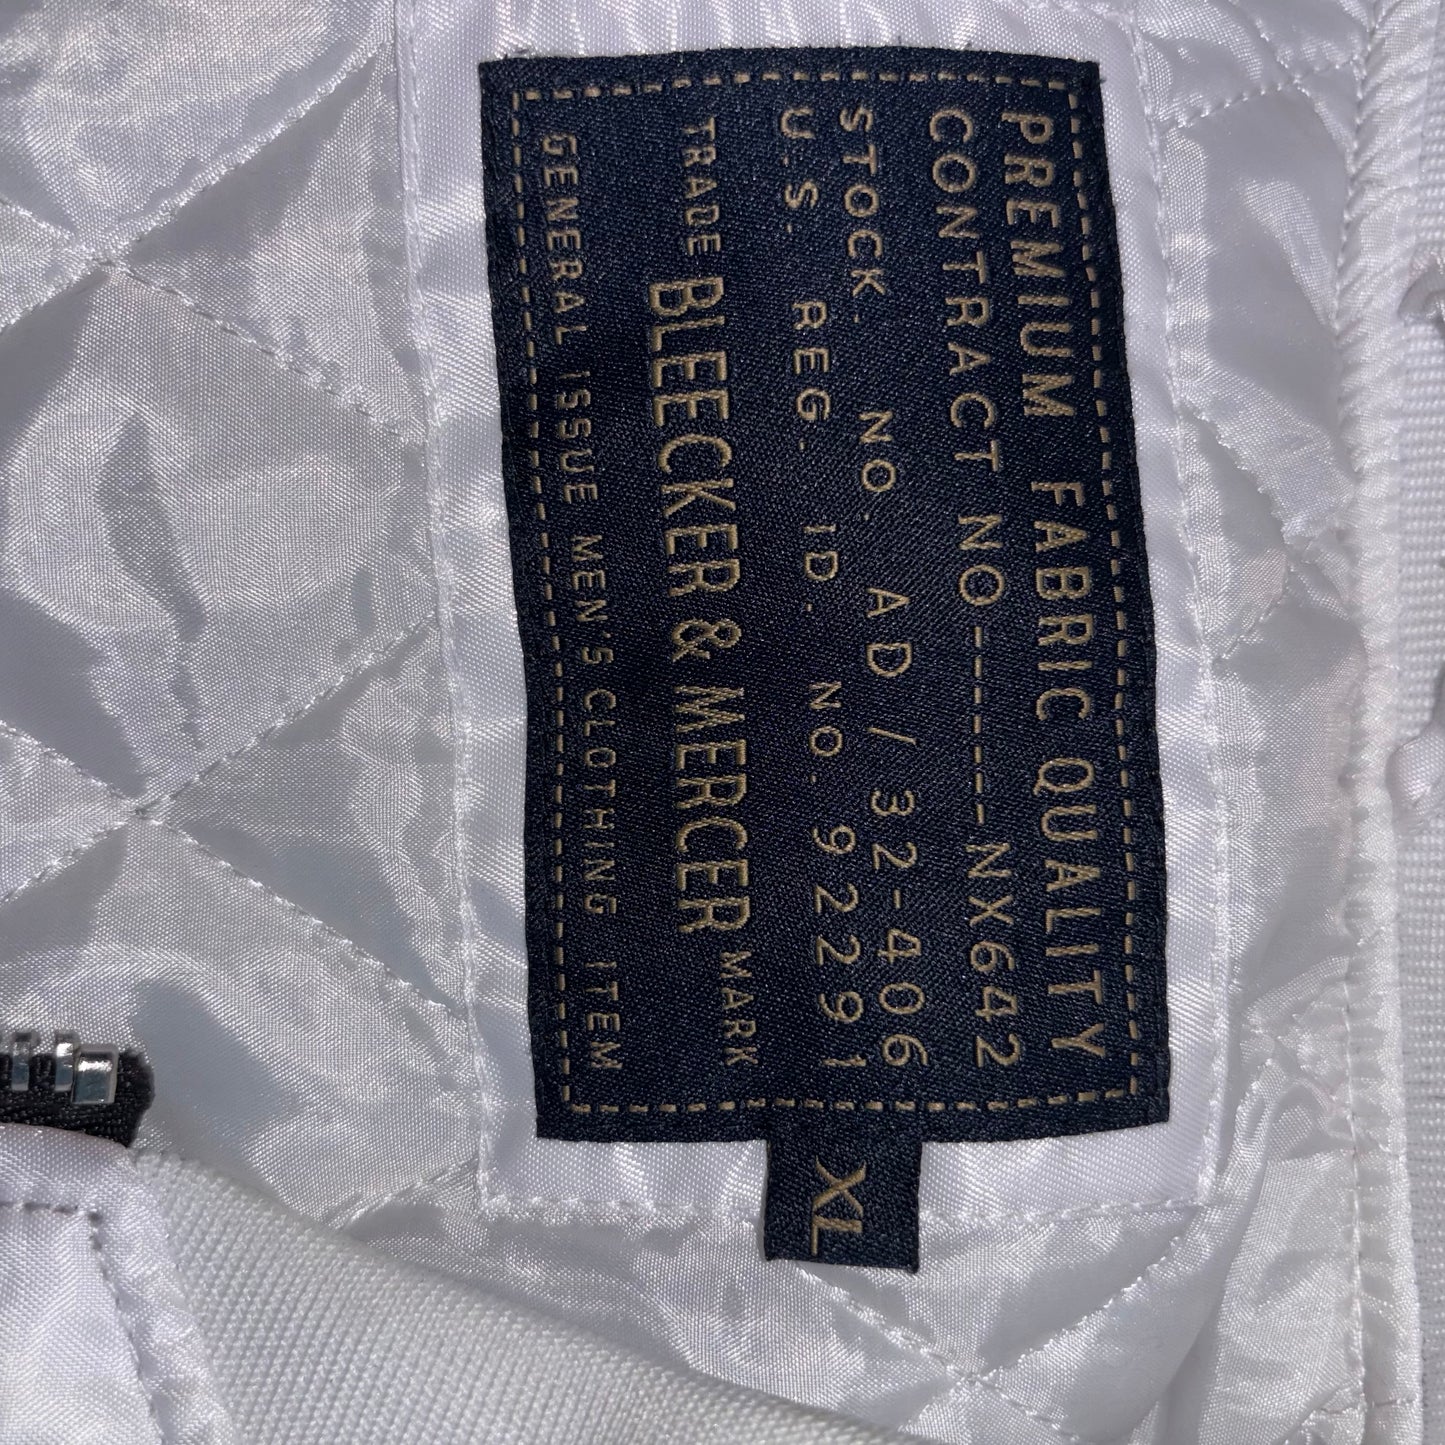 PREMIUM FABRIC QUALITY
CONTRACT NO------NX642
STOCK. NO. AD/32-406
U.S. REG. ID. NO. 92291
TRADE BLEECKER & MERCER MARK
GENERAL ISSUE MEN'S CLOTHING ITEM
XL